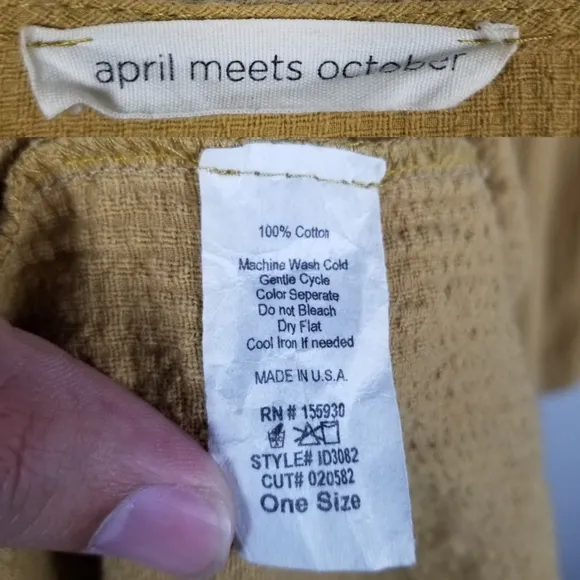 april meets october
100% Cotton
Machine Wash Cold
Gentle Cycle
Color Seperate
Do not Bleach
Dry Flat
Cool Iron If needed
MADE IN U.S.A.
RN # 156930
STYLE# ID3082
CUT# 020582
One Size